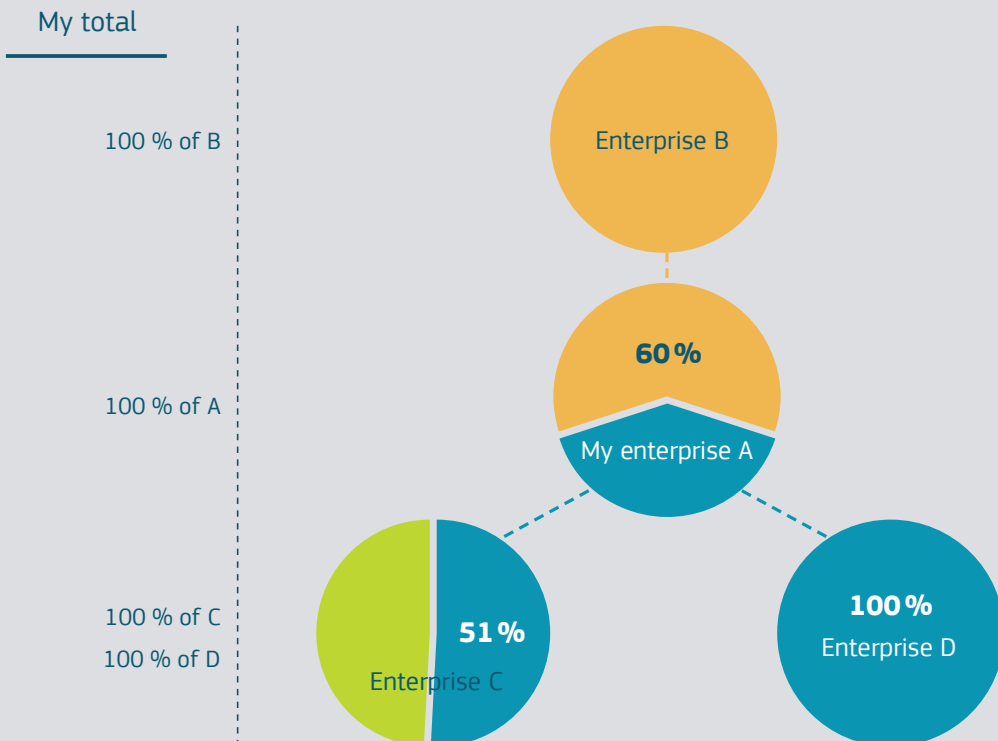 My total
100 % of B
Enterprise B
60 %
100 % of A
My enterprise A
100 % of C
100 % of D
51 %
Enterprise C
100 %
Enterprise D